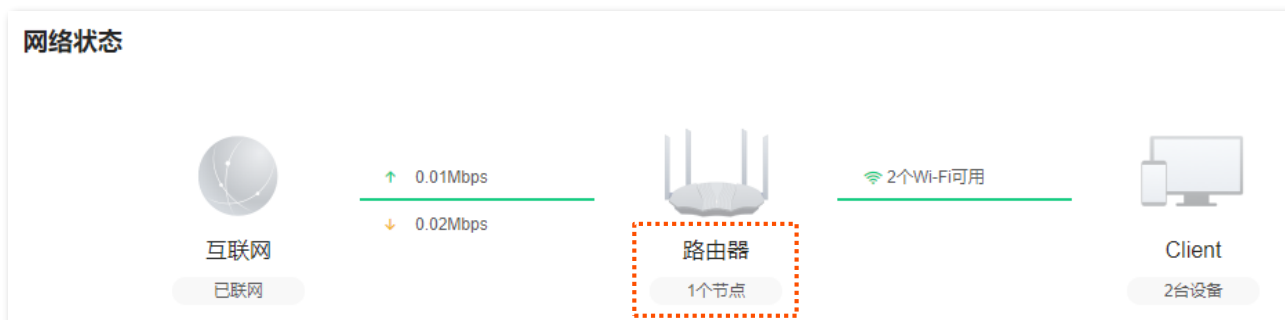 网络状态
0.01Mbps
2个Wi-Fi可用
0.02Mbps
互联网
路由器
Client
已联网
1个节点
2台设备